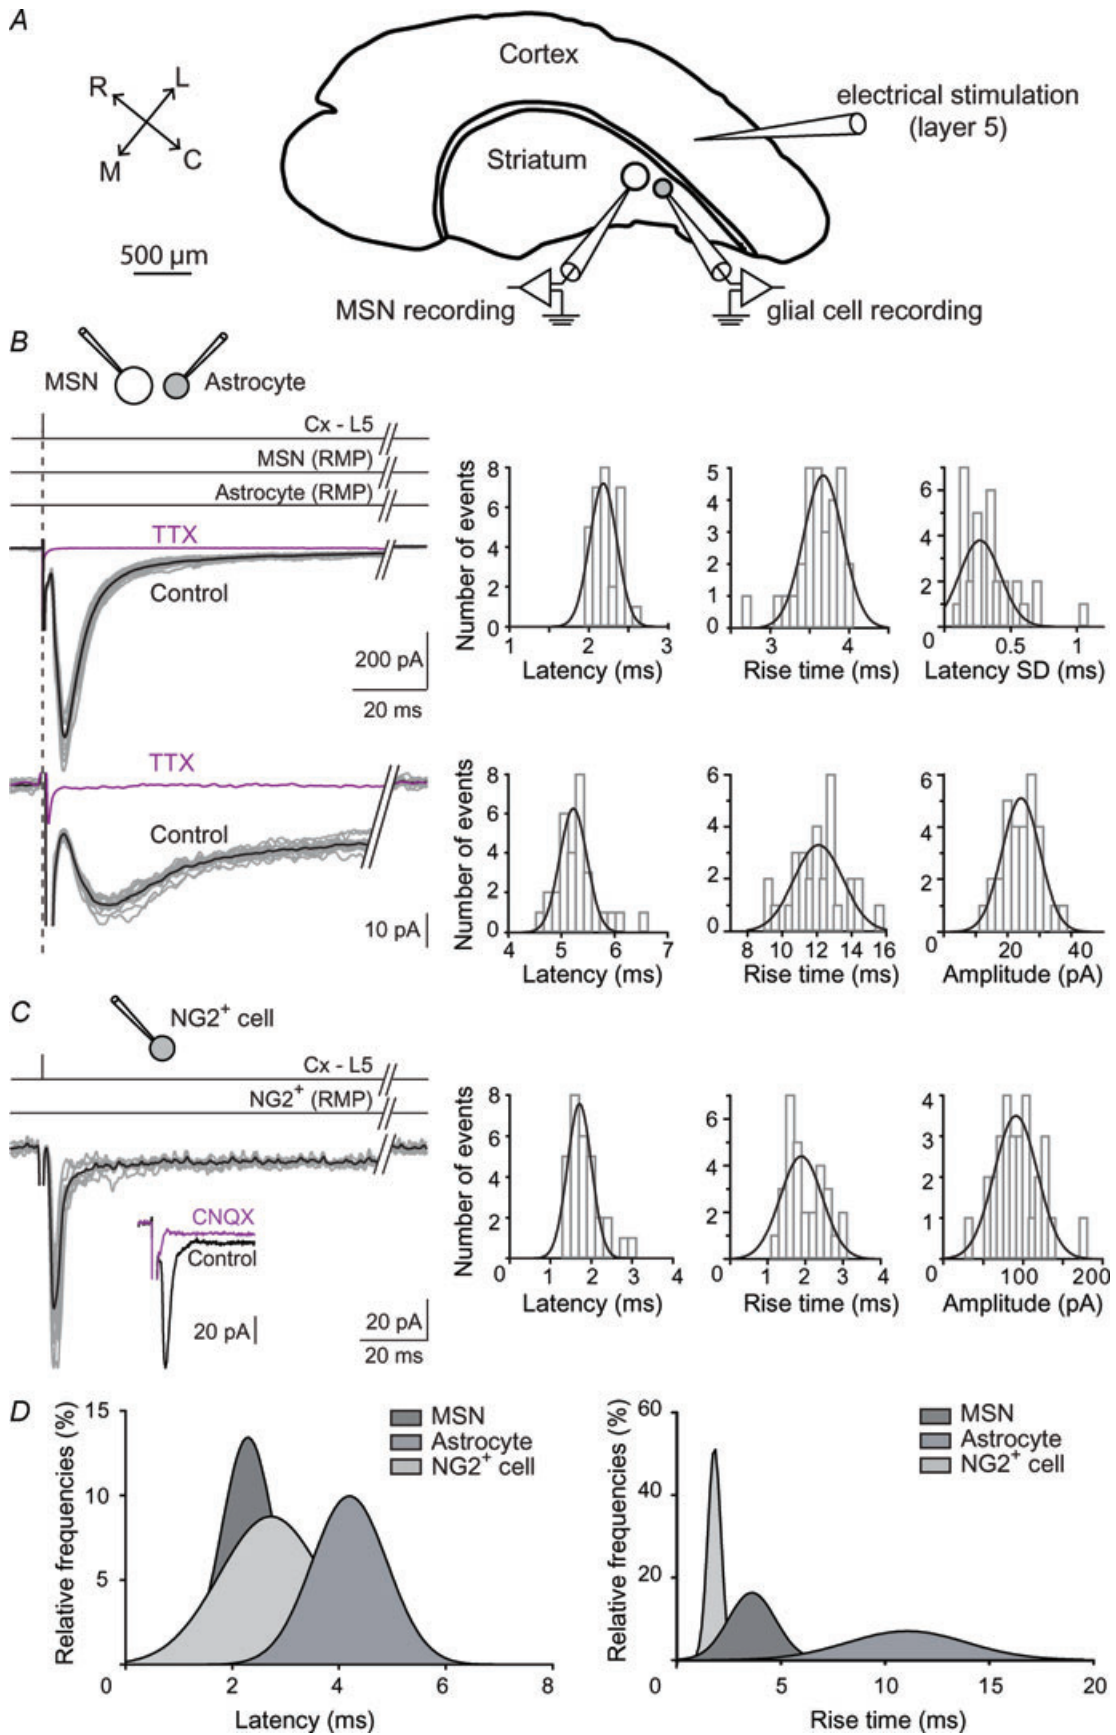 A
R
L
M
C
500 µm
Cortex
Striatum
electrical stimulation
(layer 5)
MSN recording
glial cell recording
B
MSN
Astrocyte
Cx - L5
MSN (RMP)
Astrocyte (RMP)
TTX
Control
200 pA
20 ms
Number of events
8
6
4
2
0
1
2
3
Latency (ms)
5
4
3
2
1
0
3
4
Rise time (ms)
8
6
4
2
0
0.5
1
Latency SD (ms)
TTX
Control
10 pA
Number of events
8
6
4
2
0
4
5
6
7
Latency (ms)
6
4
2
0
8
10
12
14
16
Rise time (ms)
6
4
2
0
20
40
Amplitude (pA)
C
NG2⁺ cell
Cx - L5
NG2⁺ (RMP)
CNQX
Control
20 pA
20 pA
20 ms
Number of events
8
6
4
2
0
0
1
2
3
4
Latency (ms)
6
4
2
0
0
1
2
3
4
Rise time (ms)
4
3
2
1
0
100
200
Amplitude (pA)
D
Relative frequencies (%)
15
10
5
0
2
4
6
8
Latency (ms)
MSN
Astrocyte
NG2⁺ cell
Relative frequencies (%)
60
40
20
0
5
10
15
20
Rise time (ms)
MSN
Astrocyte
NG2⁺ cell